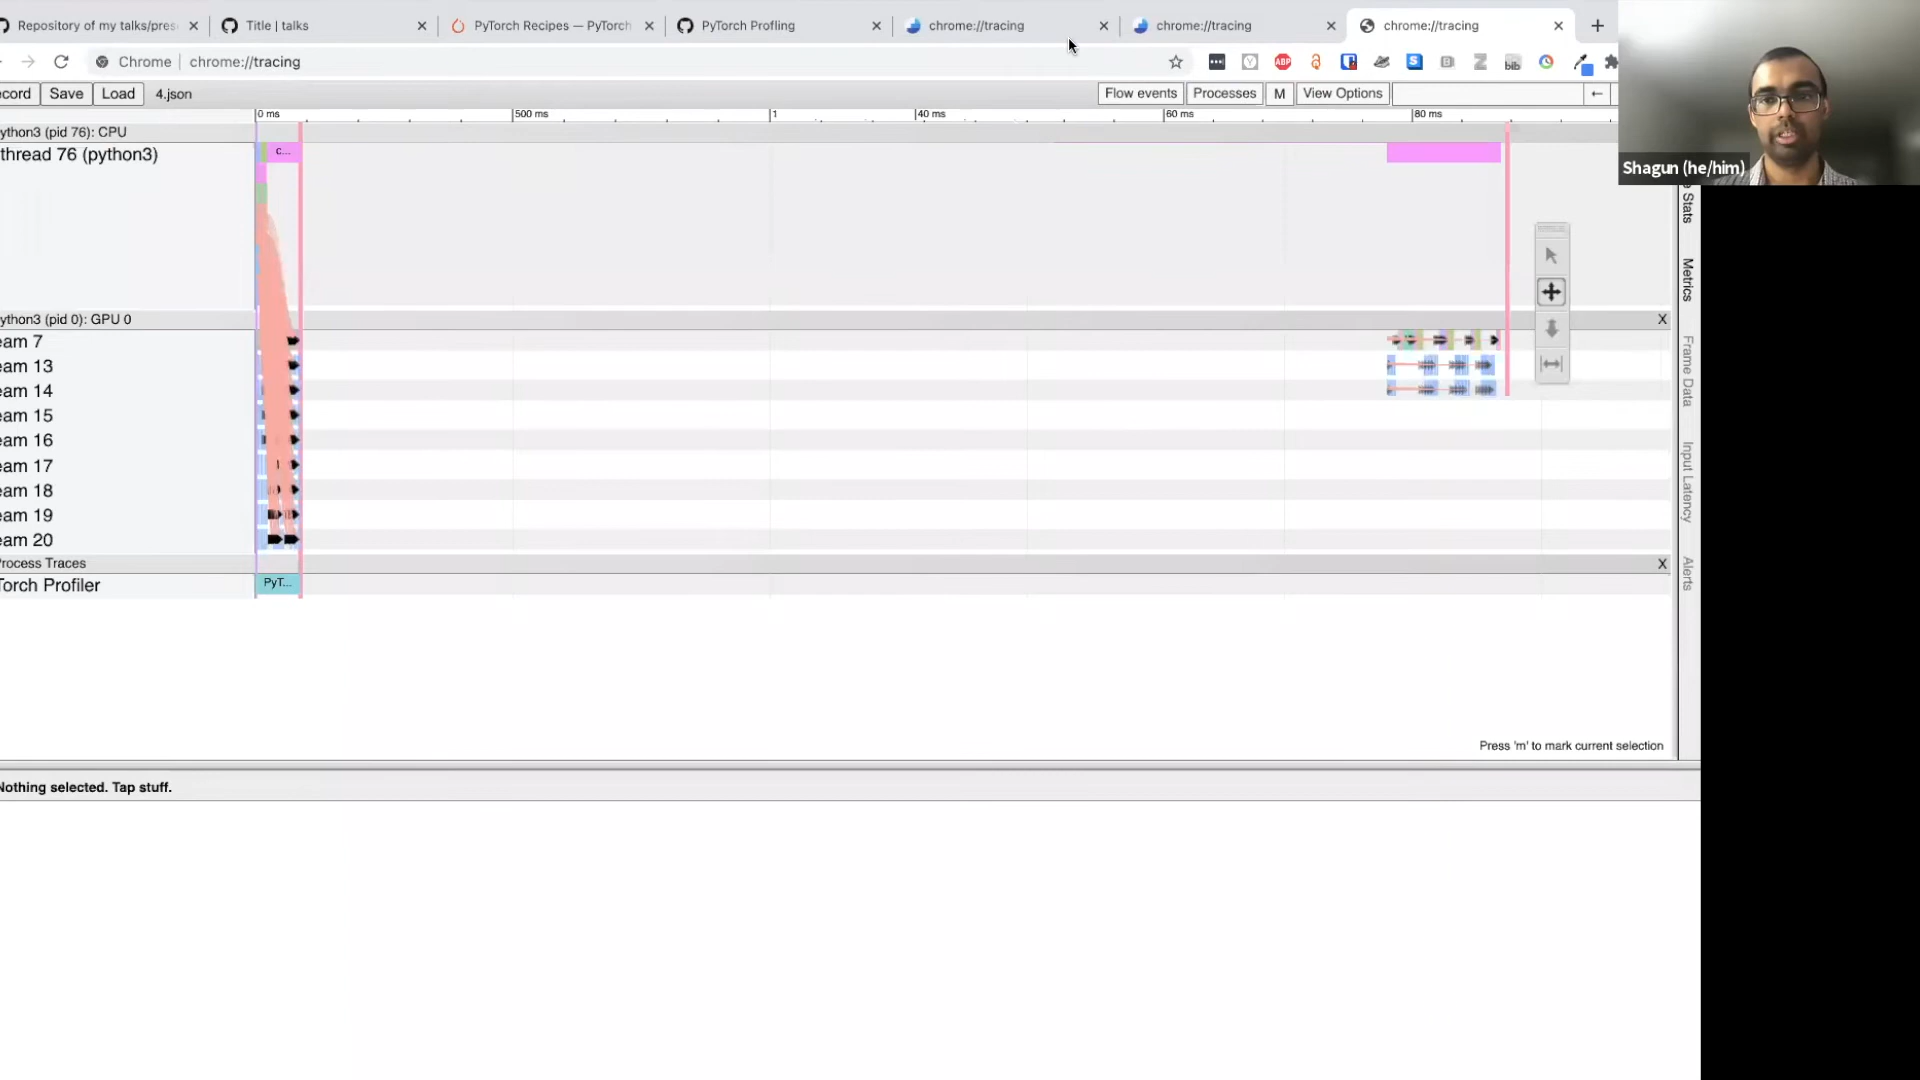 Repository of my talks/pres
Title | talks
PyTorch Recipes — PyTorch
PyTorch Profling
chrome://tracing
chrome://tracing
chrome://tracing
Chrome
chrome://tracing
ABP
bib
ecord
Save
Load
4.json
Flow events
Processes
M
View Options
←
0 ms
500 ms
1
40 ms
60 ms
80 ms
ython3 (pid 76): CPU
thread 76 (python3)
c...
Shagun (he/him)
e Stats
Metrics
Frame Data
Input Latency
Alerts
ython3 (pid 0): GPU 0
X
eam 7
eam 13
eam 14
eam 15
eam 16
eam 17
eam 18
eam 19
eam 20
rocess Traces
X
Torch Profiler
PyT...
Press 'm' to mark current selection
Nothing selected. Tap stuff.